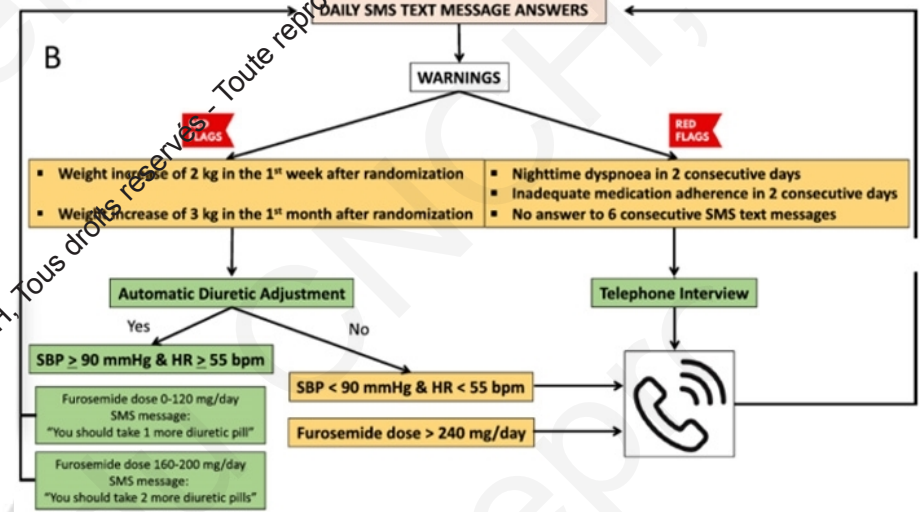 DAILY SMS TEXT MESSAGE ANSWERS
B
WARNINGS
RED
FLAGS
RED
FLAGS
▪ Weight increase of 2 kg in the 1st week after randomization
▪ Weight increase of 3 kg in the 1st month after randomization
▪ Nighttime dyspnoea in 2 consecutive days
▪ Inadequate medication adherence in 2 consecutive days
▪ No answer to 6 consecutive SMS text messages
Automatic Diuretic Adjustment
Telephone Interview
Yes
No
SBP ≥ 90 mmHg & HR ≥ 55 bpm
SBP < 90 mmHg & HR < 55 bpm
Furosemide dose 0-120 mg/day
SMS message:
"You should take 1 more diuretic pill"
Furosemide dose > 240 mg/day
Furosemide dose 160-200 mg/day
SMS message:
"You should take 2 more diuretic pills"
H, Tous droits réservés - Toute repro
CNCH,
repro